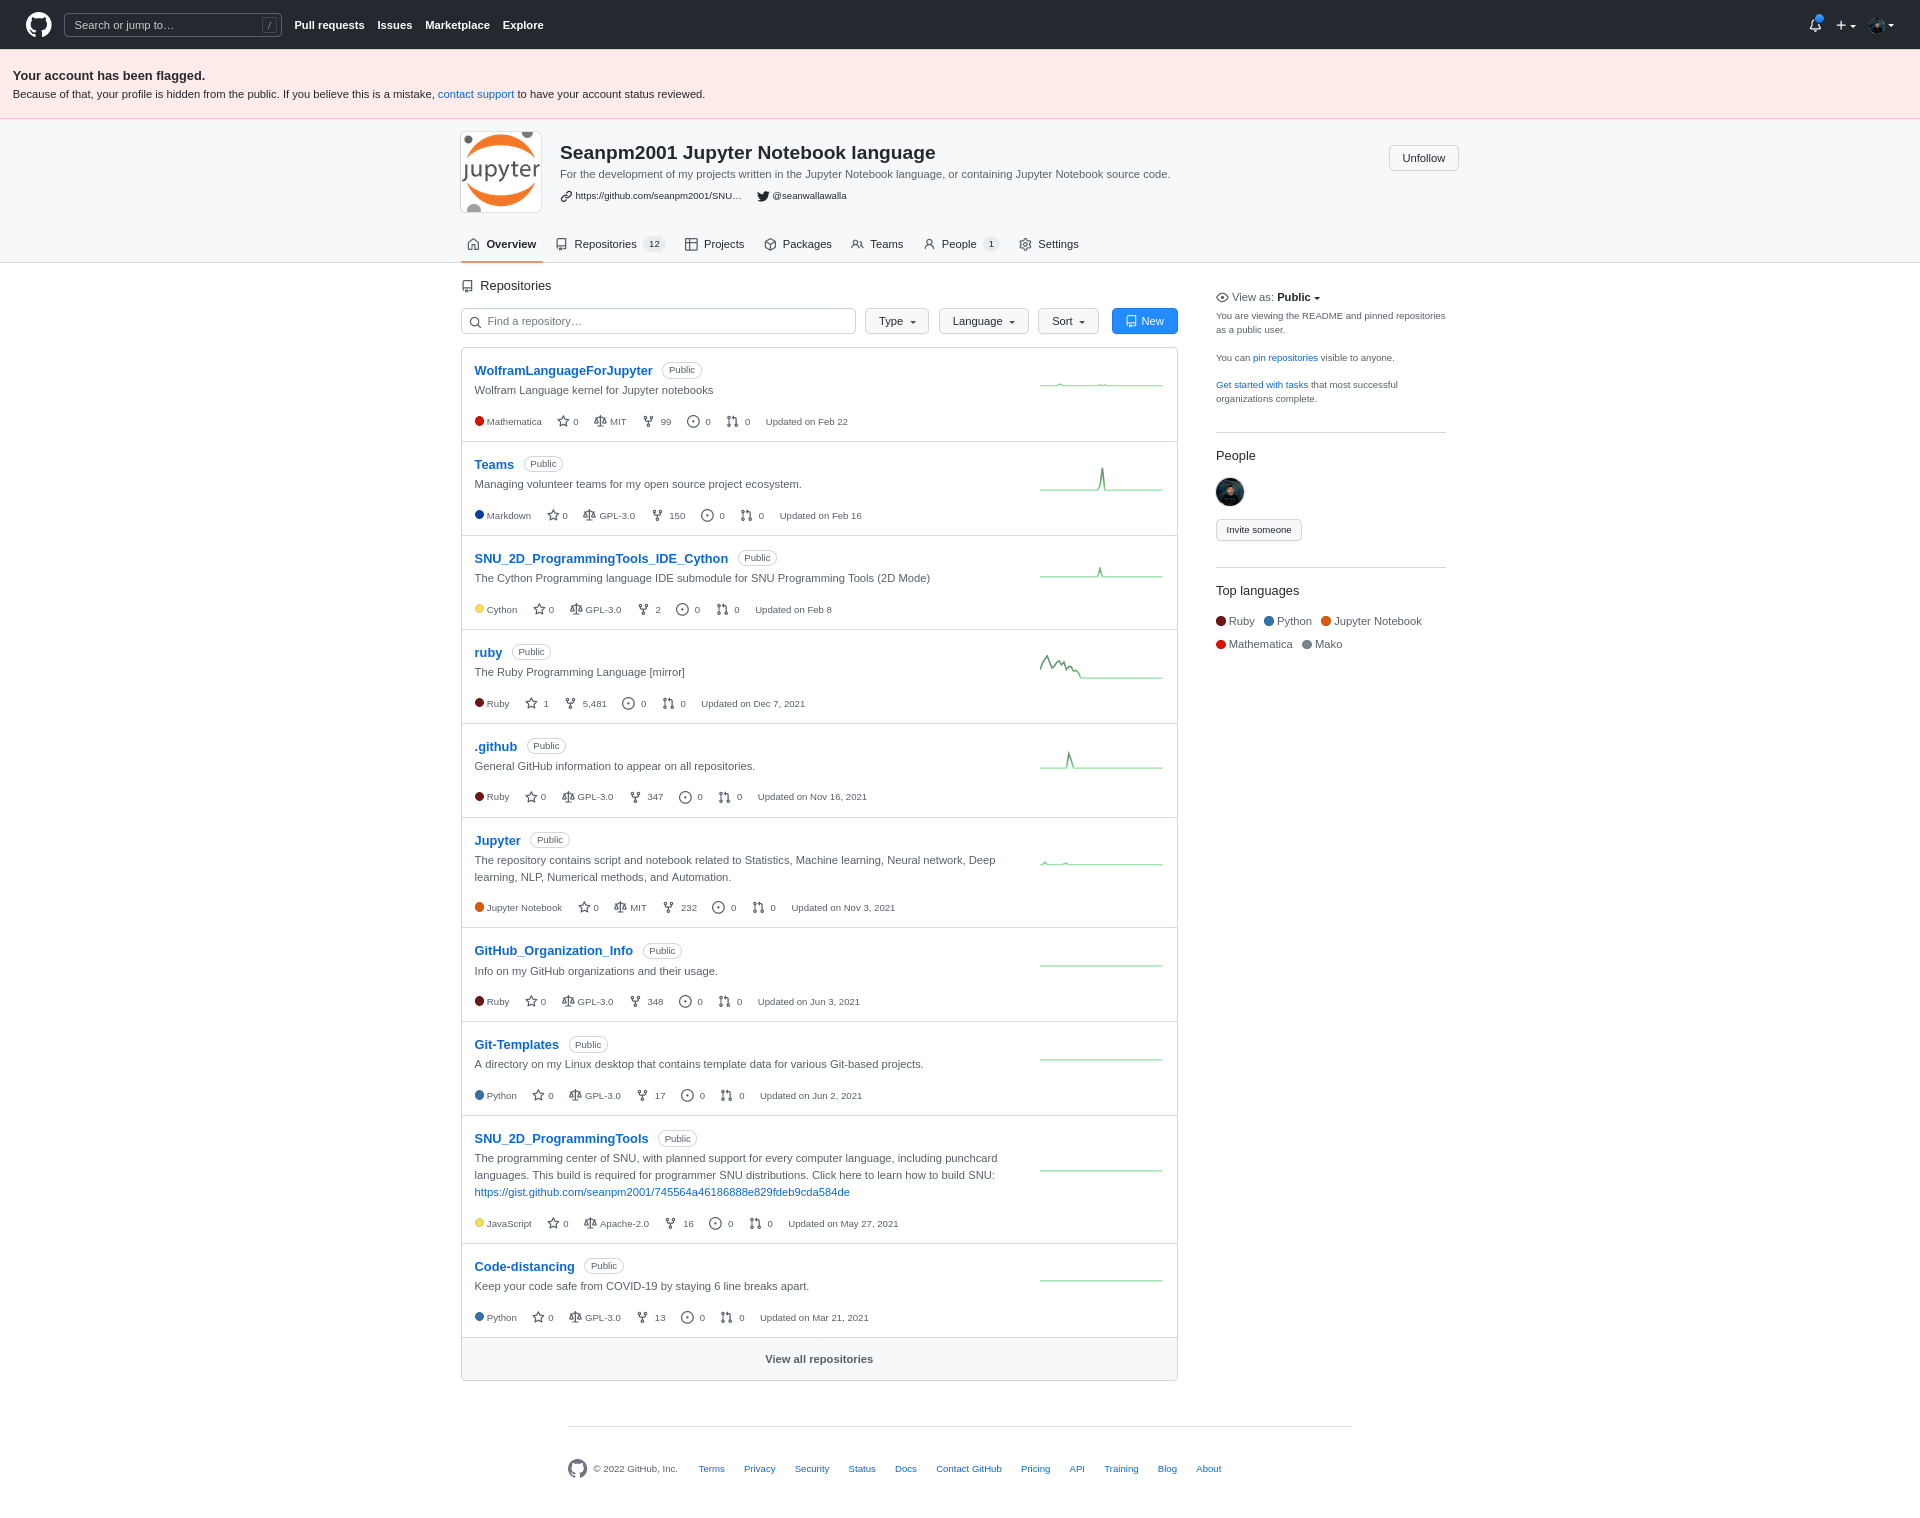 Search or jump to… /
Pull requests Issues Marketplace Explore
Your account has been flagged.
Because of that, your profile is hidden from the public. If you believe this is a mistake, contact support to have your account status reviewed.
jupyter
Seanpm2001 Jupyter Notebook language
Unfollow
For the development of my projects written in the Jupyter Notebook language, or containing Jupyter Notebook source code.
https://github.com/seanpm2001/SNU… @seanwallawalla
Overview Repositories 12 Projects Packages Teams People 1 Settings
Repositories
Find a repository… Type Language Sort New
WolframLanguageForJupyter Public
Wolfram Language kernel for Jupyter notebooks
Mathematica 0 MIT 99 0 0 Updated on Feb 22
Teams Public
Managing volunteer teams for my open source project ecosystem.
Markdown 0 GPL-3.0 150 0 0 Updated on Feb 16
SNU_2D_ProgrammingTools_IDE_Cython Public
The Cython Programming language IDE submodule for SNU Programming Tools (2D Mode)
Cython 0 GPL-3.0 2 0 0 Updated on Feb 8
ruby Public
The Ruby Programming Language [mirror]
Ruby 1 5,481 0 0 Updated on Dec 7, 2021
.github Public
General GitHub information to appear on all repositories.
Ruby 0 GPL-3.0 347 0 0 Updated on Nov 16, 2021
Jupyter Public
The repository contains script and notebook related to Statistics, Machine learning, Neural network, Deep
learning, NLP, Numerical methods, and Automation.
Jupyter Notebook 0 MIT 232 0 0 Updated on Nov 3, 2021
GitHub_Organization_Info Public
Info on my GitHub organizations and their usage.
Ruby 0 GPL-3.0 348 0 0 Updated on Jun 3, 2021
Git-Templates Public
A directory on my Linux desktop that contains template data for various Git-based projects.
Python 0 GPL-3.0 17 0 0 Updated on Jun 2, 2021
SNU_2D_ProgrammingTools Public
The programming center of SNU, with planned support for every computer language, including punchcard
languages. This build is required for programmer SNU distributions. Click here to learn how to build SNU:
https://gist.github.com/seanpm2001/745564a46186888e829fdeb9cda584de
JavaScript 0 Apache-2.0 16 0 0 Updated on May 27, 2021
Code-distancing Public
Keep your code safe from COVID-19 by staying 6 line breaks apart.
Python 0 GPL-3.0 13 0 0 Updated on Mar 21, 2021
View all repositories
View as: Public
You are viewing the README and pinned repositories
as a public user.
You can pin repositories visible to anyone.
Get started with tasks that most successful
organizations complete.
People
Invite someone
Top languages
Ruby Python Jupyter Notebook
Mathematica Mako
© 2022 GitHub, Inc. Terms Privacy Security Status Docs Contact GitHub Pricing API Training Blog About